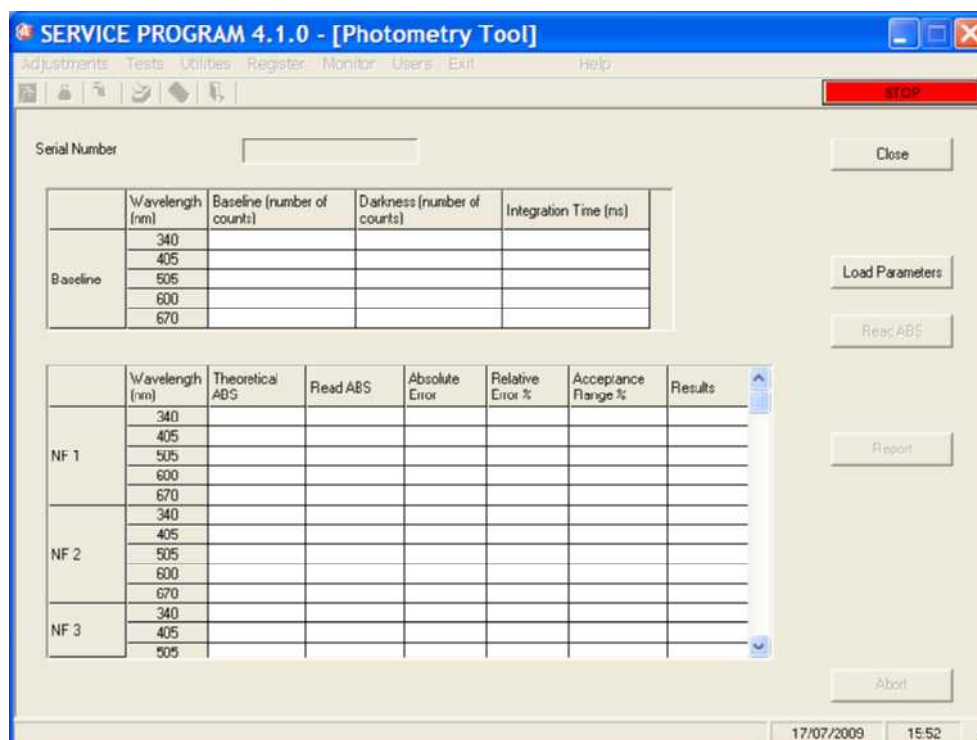 SERVICE PROGRAM 4.1.0 - [Photometry Tool]
Adjustments Tests Utilities Register Monitor Users Exit Help
STOP
Serial Number
Close
Wavelength (nm) Baseline (number of counts) Darkness (number of counts) Integration Time (ms)
Baseline
340
405
505
600
670
Load Parameters
Read ABS
Wavelength (nm) Theoretical ABS Read ABS Absolute Error Relative Error % Acceptance Range % Results
NF 1
340
405
505
600
670
Report
NF 2
340
405
505
600
670
NF 3
340
405
505
Abort
17/07/2009 15:52